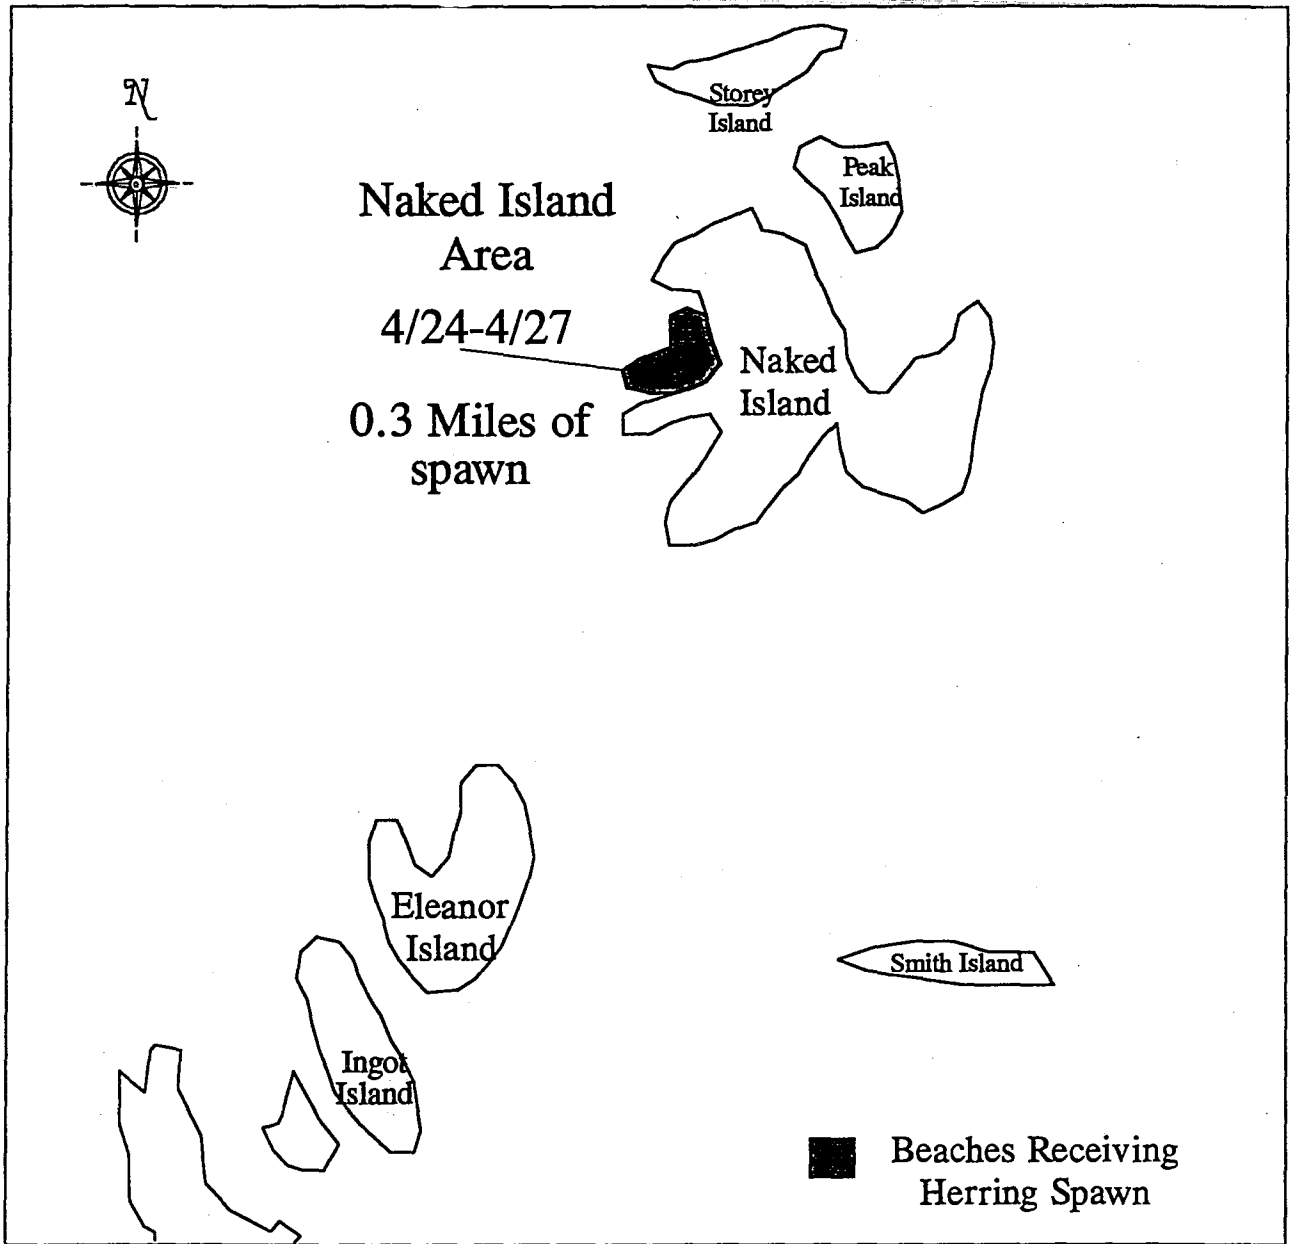 N
Storey
Island
Peak
Island
Naked Island
Area
4/24-4/27
0.3 Miles of
spawn
Naked
Island
Eleanor
Island
Smith Island
Ingot
Island
Beaches Receiving
Herring Spawn